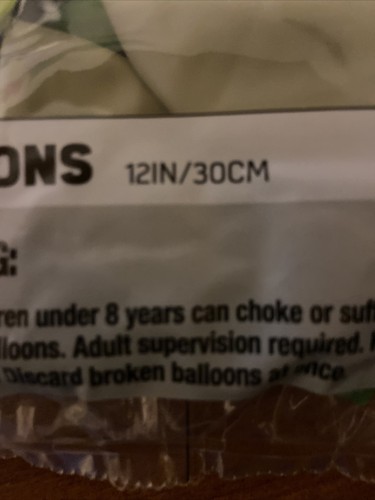 ONS 12IN/30CM
G:
ren under 8 years can choke or suff
lloons. Adult supervision required.
Discard broken balloons at once